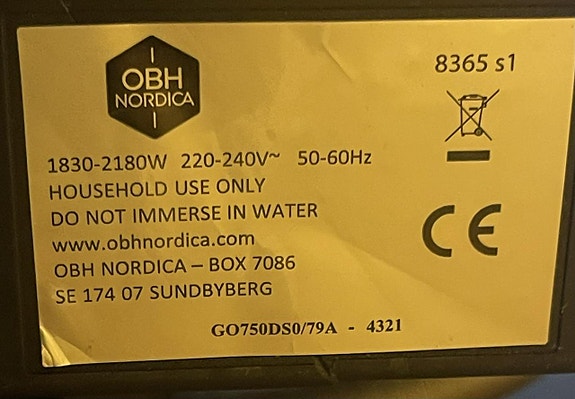 OBH
NORDICA
8365 s1
1830-2180W 220-240V~ 50-60Hz
HOUSEHOLD USE ONLY
DO NOT IMMERSE IN WATER
www.obhnordica.com
OBH NORDICA – BOX 7086
SE 174 07 SUNDBYBERG
CE
GO750DS0/79A - 4321